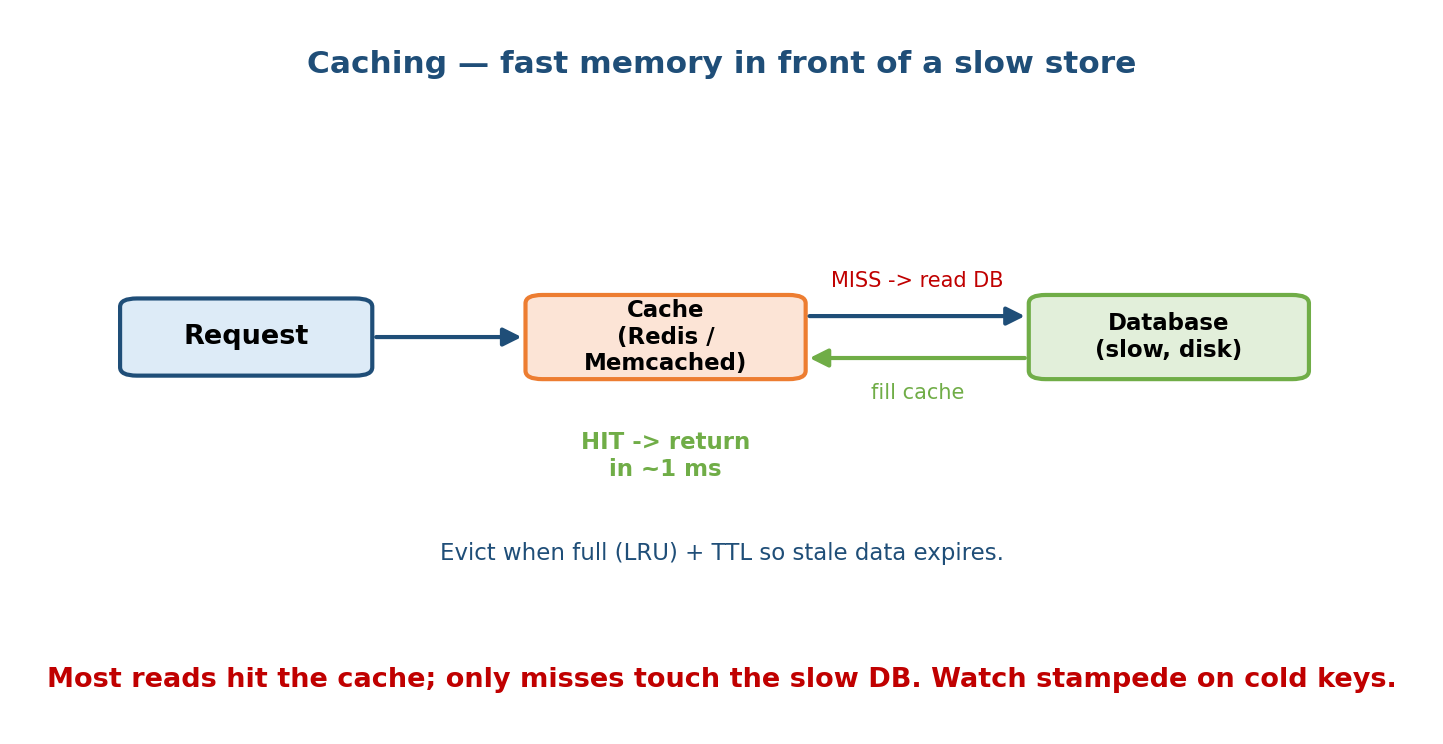 Caching — fast memory in front of a slow store
MISS -> read DB
Request
Cache
(Redis /
Memcached)
Database
(slow, disk)
fill cache
HIT -> return
in ~1 ms
Evict when full (LRU) + TTL so stale data expires.
Most reads hit the cache; only misses touch the slow DB. Watch stampede on cold keys.